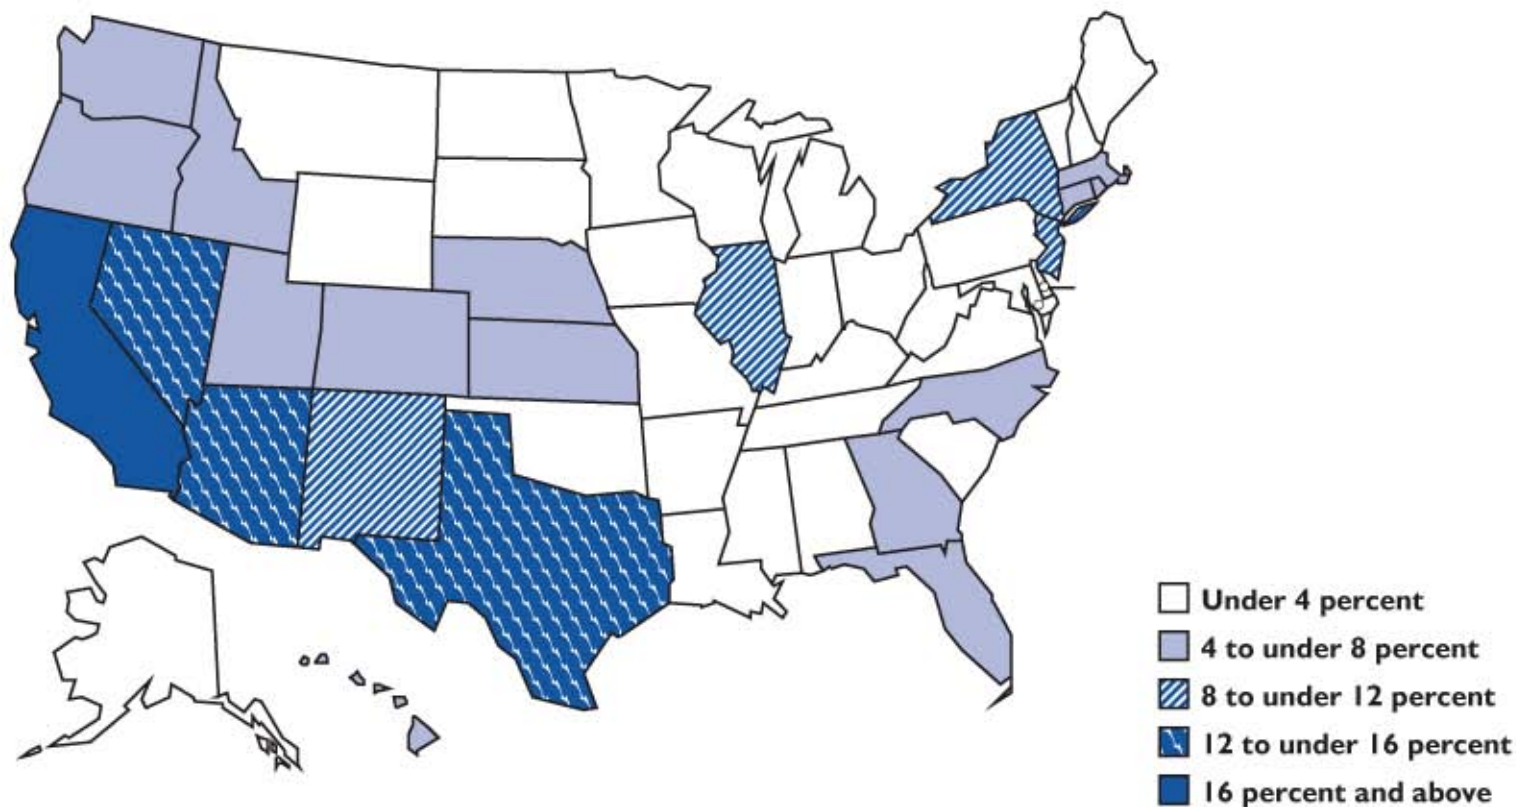 Under 4 percent
4 to under 8 percent
8 to under 12 percent
12 to under 16 percent
16 percent and above